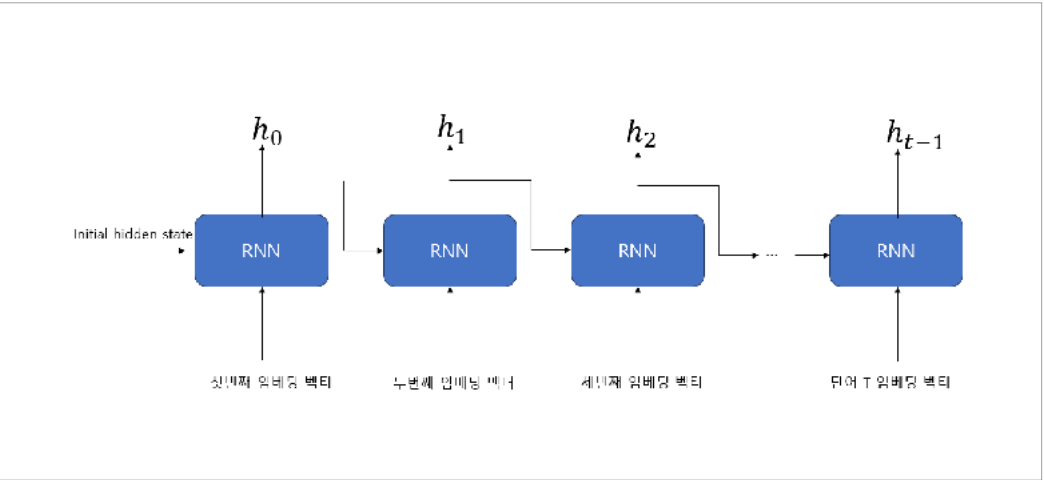 h₀
h₁
h₂
hₜ₋₁
Initial hidden state
RNN
RNN
RNN
...
RNN
첫번째 임베딩 벡터
두번째 임베딩 벡터
세번째 임베딩 벡터
단어 T 임베딩 벡터